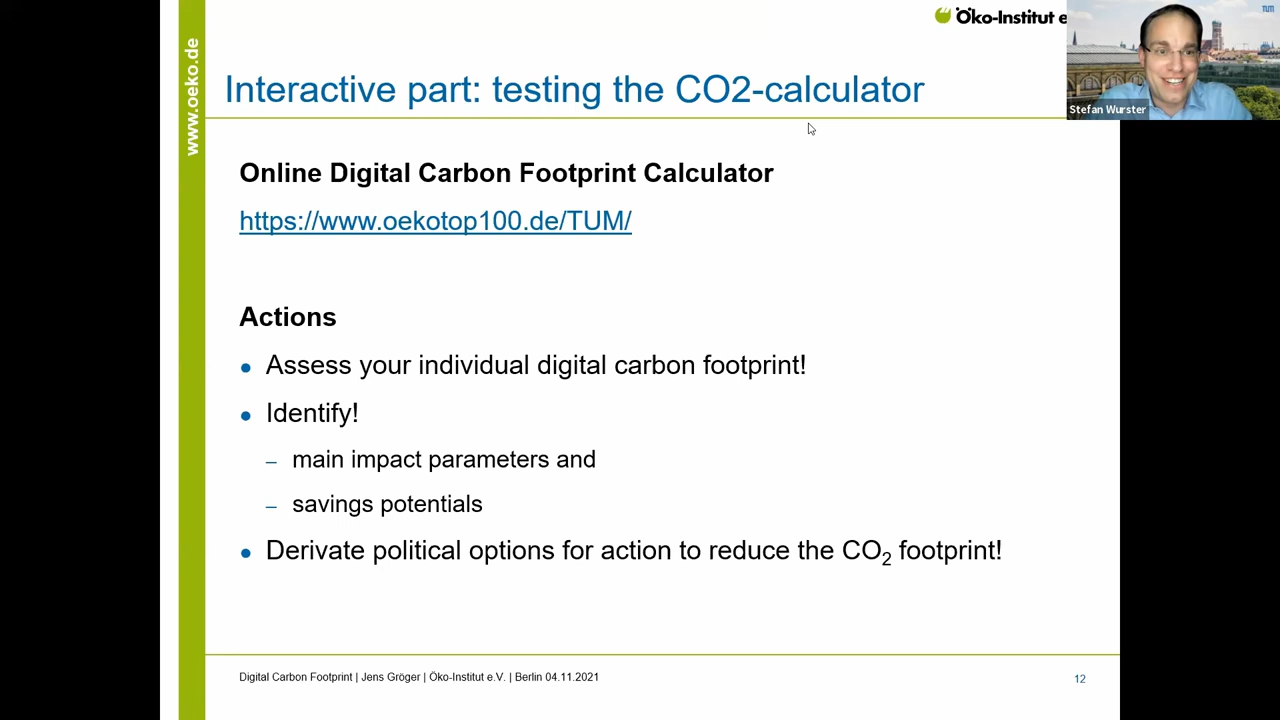 www.oeko.de
Öko-Institut e
TUM
Interactive part: testing the CO2-calculator
Stefan Wurster
Online Digital Carbon Footprint Calculator
https://www.oekotop100.de/TUM/
Actions
• Assess your individual digital carbon footprint!
• Identify!
– main impact parameters and
– savings potentials
• Derivate political options for action to reduce the CO₂ footprint!
Digital Carbon Footprint | Jens Gröger | Öko-Institut e.V. | Berlin 04.11.2021
12